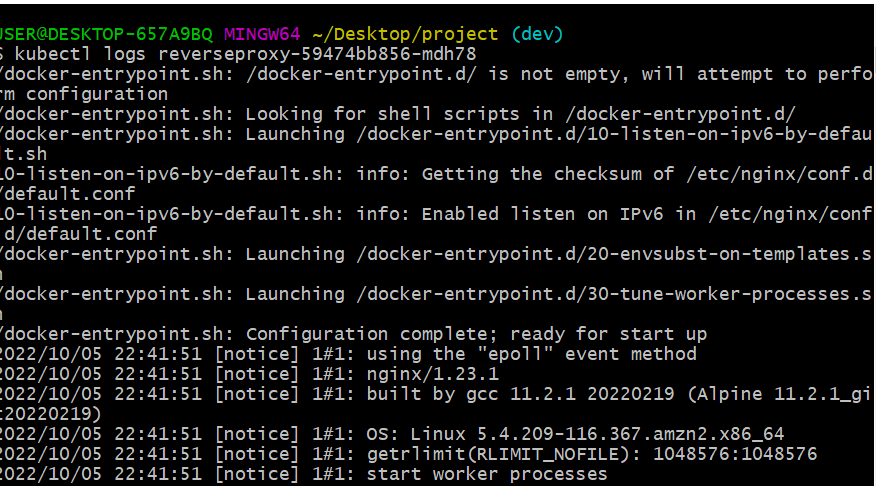 USER@DESKTOP-657A9BQ MINGW64 ~/Desktop/project (dev)
$ kubectl logs reverseproxy-59474bb856-mdh78
/docker-entrypoint.sh: /docker-entrypoint.d/ is not empty, will attempt to perfo
rm configuration
/docker-entrypoint.sh: Looking for shell scripts in /docker-entrypoint.d/
/docker-entrypoint.sh: Launching /docker-entrypoint.d/10-listen-on-ipv6-by-defau
lt.sh
10-listen-on-ipv6-by-default.sh: info: Getting the checksum of /etc/nginx/conf.d
/default.conf
10-listen-on-ipv6-by-default.sh: info: Enabled listen on IPv6 in /etc/nginx/conf
.d/default.conf
/docker-entrypoint.sh: Launching /docker-entrypoint.d/20-envsubst-on-templates.s
h
/docker-entrypoint.sh: Launching /docker-entrypoint.d/30-tune-worker-processes.s
h
/docker-entrypoint.sh: Configuration complete; ready for start up
2022/10/05 22:41:51 [notice] 1#1: using the "epoll" event method
2022/10/05 22:41:51 [notice] 1#1: nginx/1.23.1
2022/10/05 22:41:51 [notice] 1#1: built by gcc 11.2.1 20220219 (Alpine 11.2.1_gi
t20220219)
2022/10/05 22:41:51 [notice] 1#1: OS: Linux 5.4.209-116.367.amzn2.x86_64
2022/10/05 22:41:51 [notice] 1#1: getrlimit(RLIMIT_NOFILE): 1048576:1048576
2022/10/05 22:41:51 [notice] 1#1: start worker processes